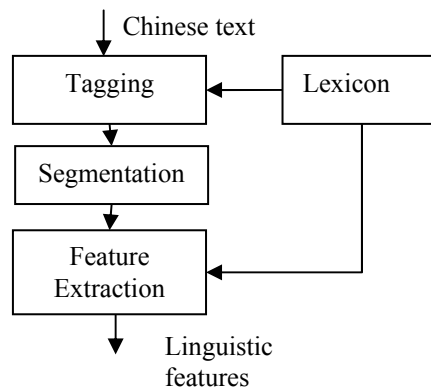 Chinese text
Tagging
Lexicon
Segmentation
Feature
Extraction
Linguistic
features